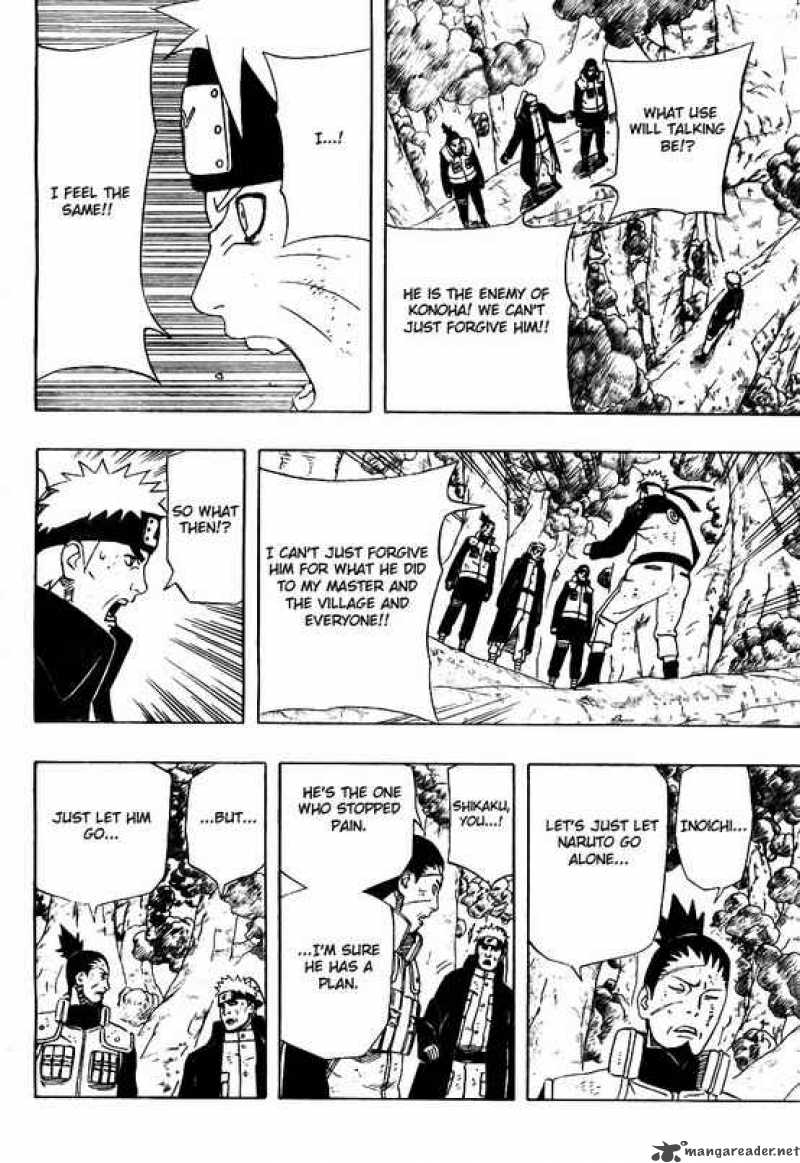 WHAT USE
WILL TALKING
BE!?
HE IS THE ENEMY OF
KONOHA! WE CAN'T
JUST FORGIVE HIM!!
I...!
I FEEL THE
SAME!!
I CAN'T JUST FORGIVE
HIM FOR WHAT HE DID
TO MY MASTER AND
THE VILLAGE AND
EVERYONE!!
SO WHAT
THEN!?
INOICHI...
LET'S JUST LET
NARUTO GO
ALONE...
SHIKAKU,
YOU...!
HE'S THE ONE
WHO STOPPED
PAIN.
...I'M SURE
HE HAS A
PLAN.
...BUT...
JUST LET HIM
GO...
mangareader.net